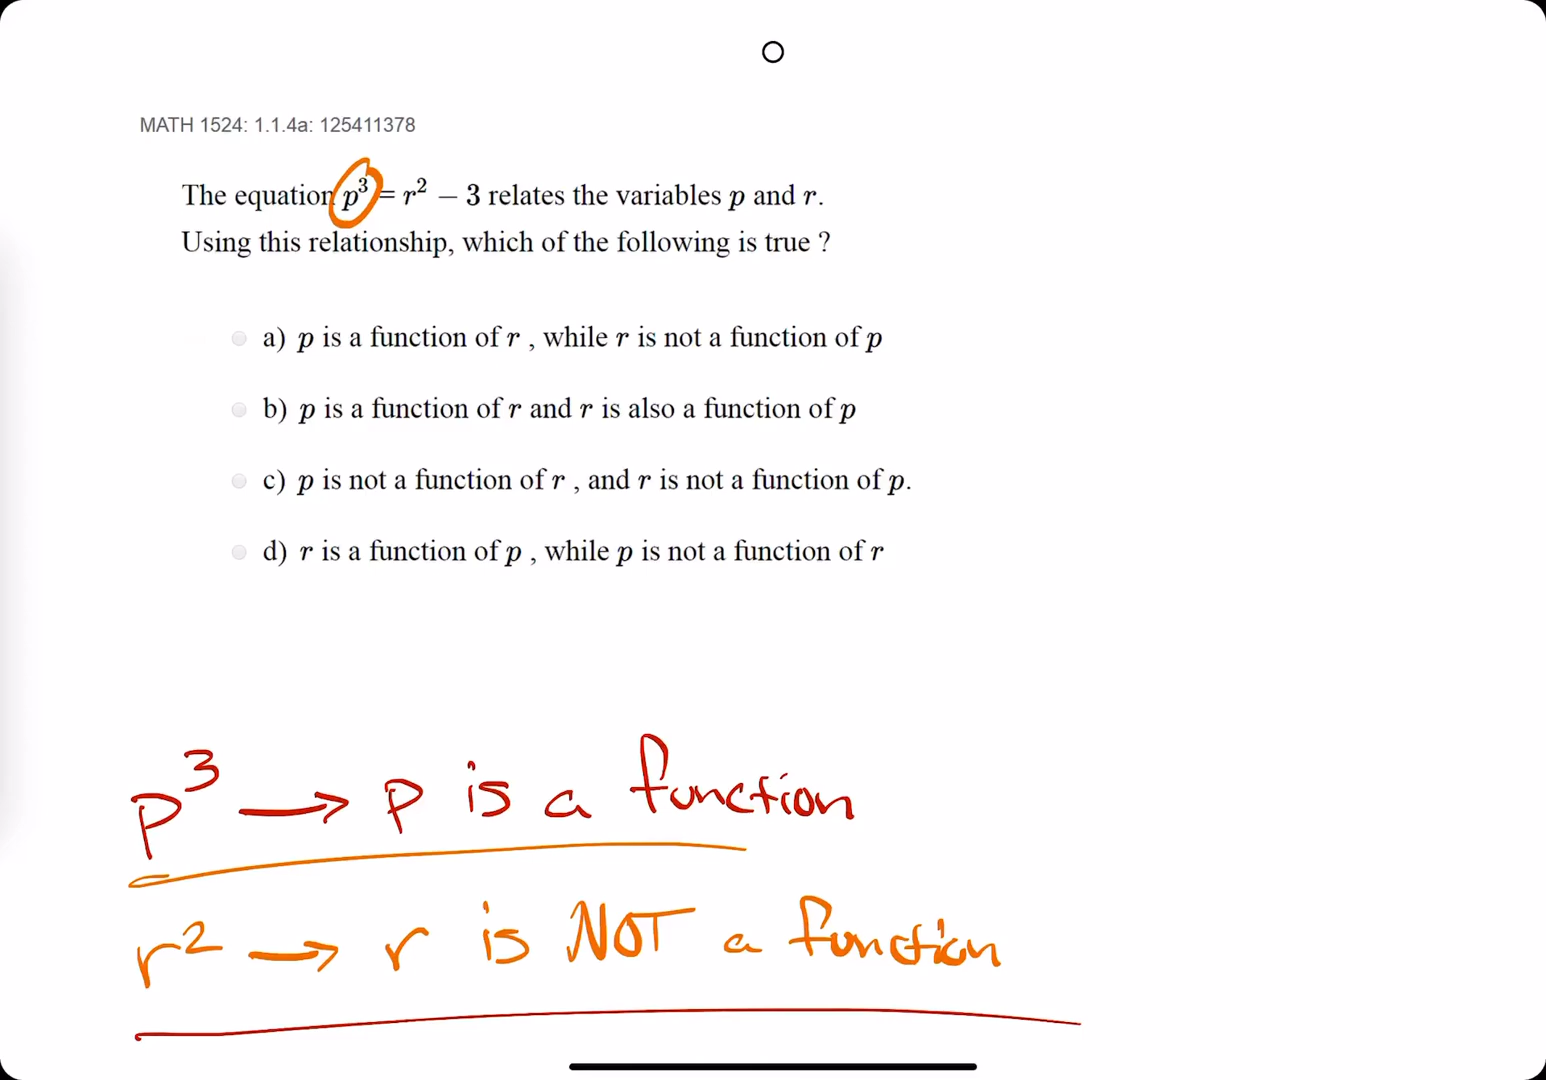 MATH 1524: 1.1.4a: 125411378
The equation p³ = r² − 3 relates the variables p and r.
Using this relationship, which of the following is true ?
a) p is a function of r , while r is not a function of p
b) p is a function of r and r is also a function of p
c) p is not a function of r , and r is not a function of p.
d) r is a function of p , while p is not a function of r
p³ → p is a function
r² → r is NOT a function